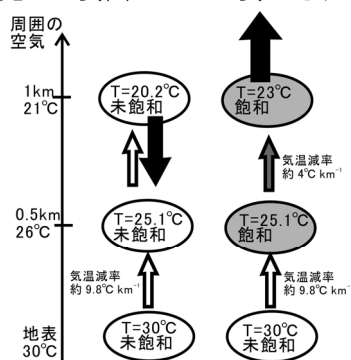 周囲の
空気
1km
21℃
T=20.2℃
未飽和
T=23℃
飽和
気温減率
約 4℃ km⁻¹
0.5km
26℃
T=25.1℃
未飽和
T=25.1℃
飽和
気温減率
約 9.8℃ km⁻¹
気温減率
約 9.8℃ km⁻
地表
30℃
T=30℃
未飽和
T=30℃
未飽和